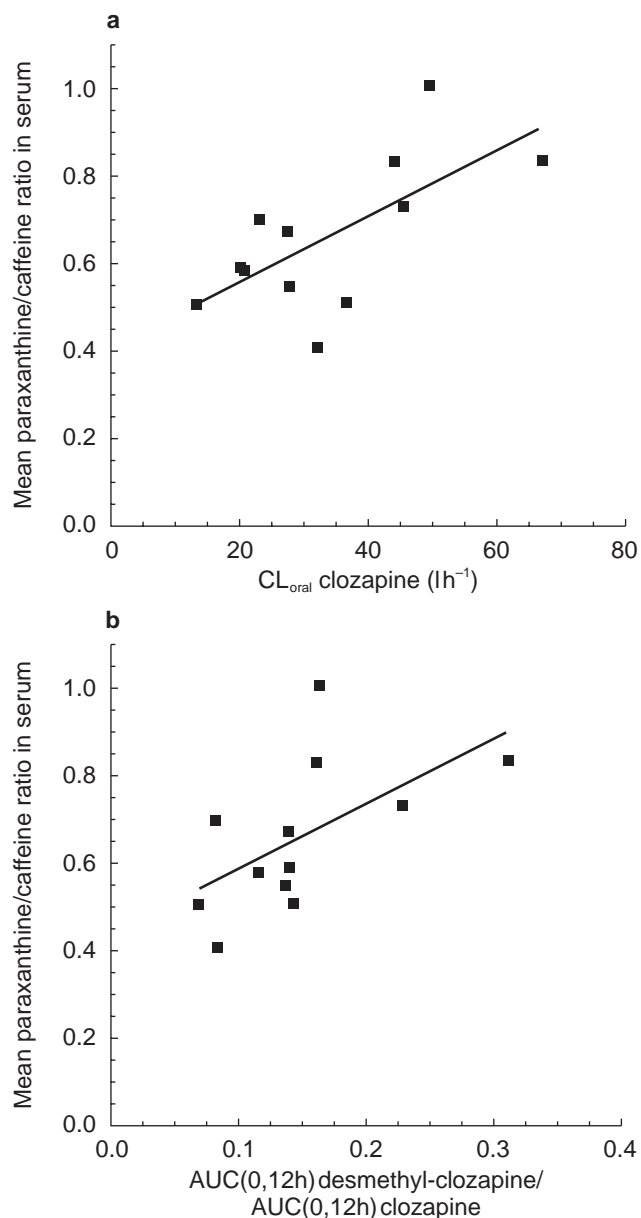 a
Mean paraxanthine/caffeine ratio in serum
1.0
0.8
0.6
0.4
0.2
0.0
0 20 40 60 80
CLoral clozapine (l h−1)
b
Mean paraxanthine/caffeine ratio in serum
1.0
0.8
0.6
0.4
0.2
0.0
0.0 0.1 0.2 0.3 0.4
AUC(0,12h) desmethyl-clozapine/
AUC(0,12h) clozapine